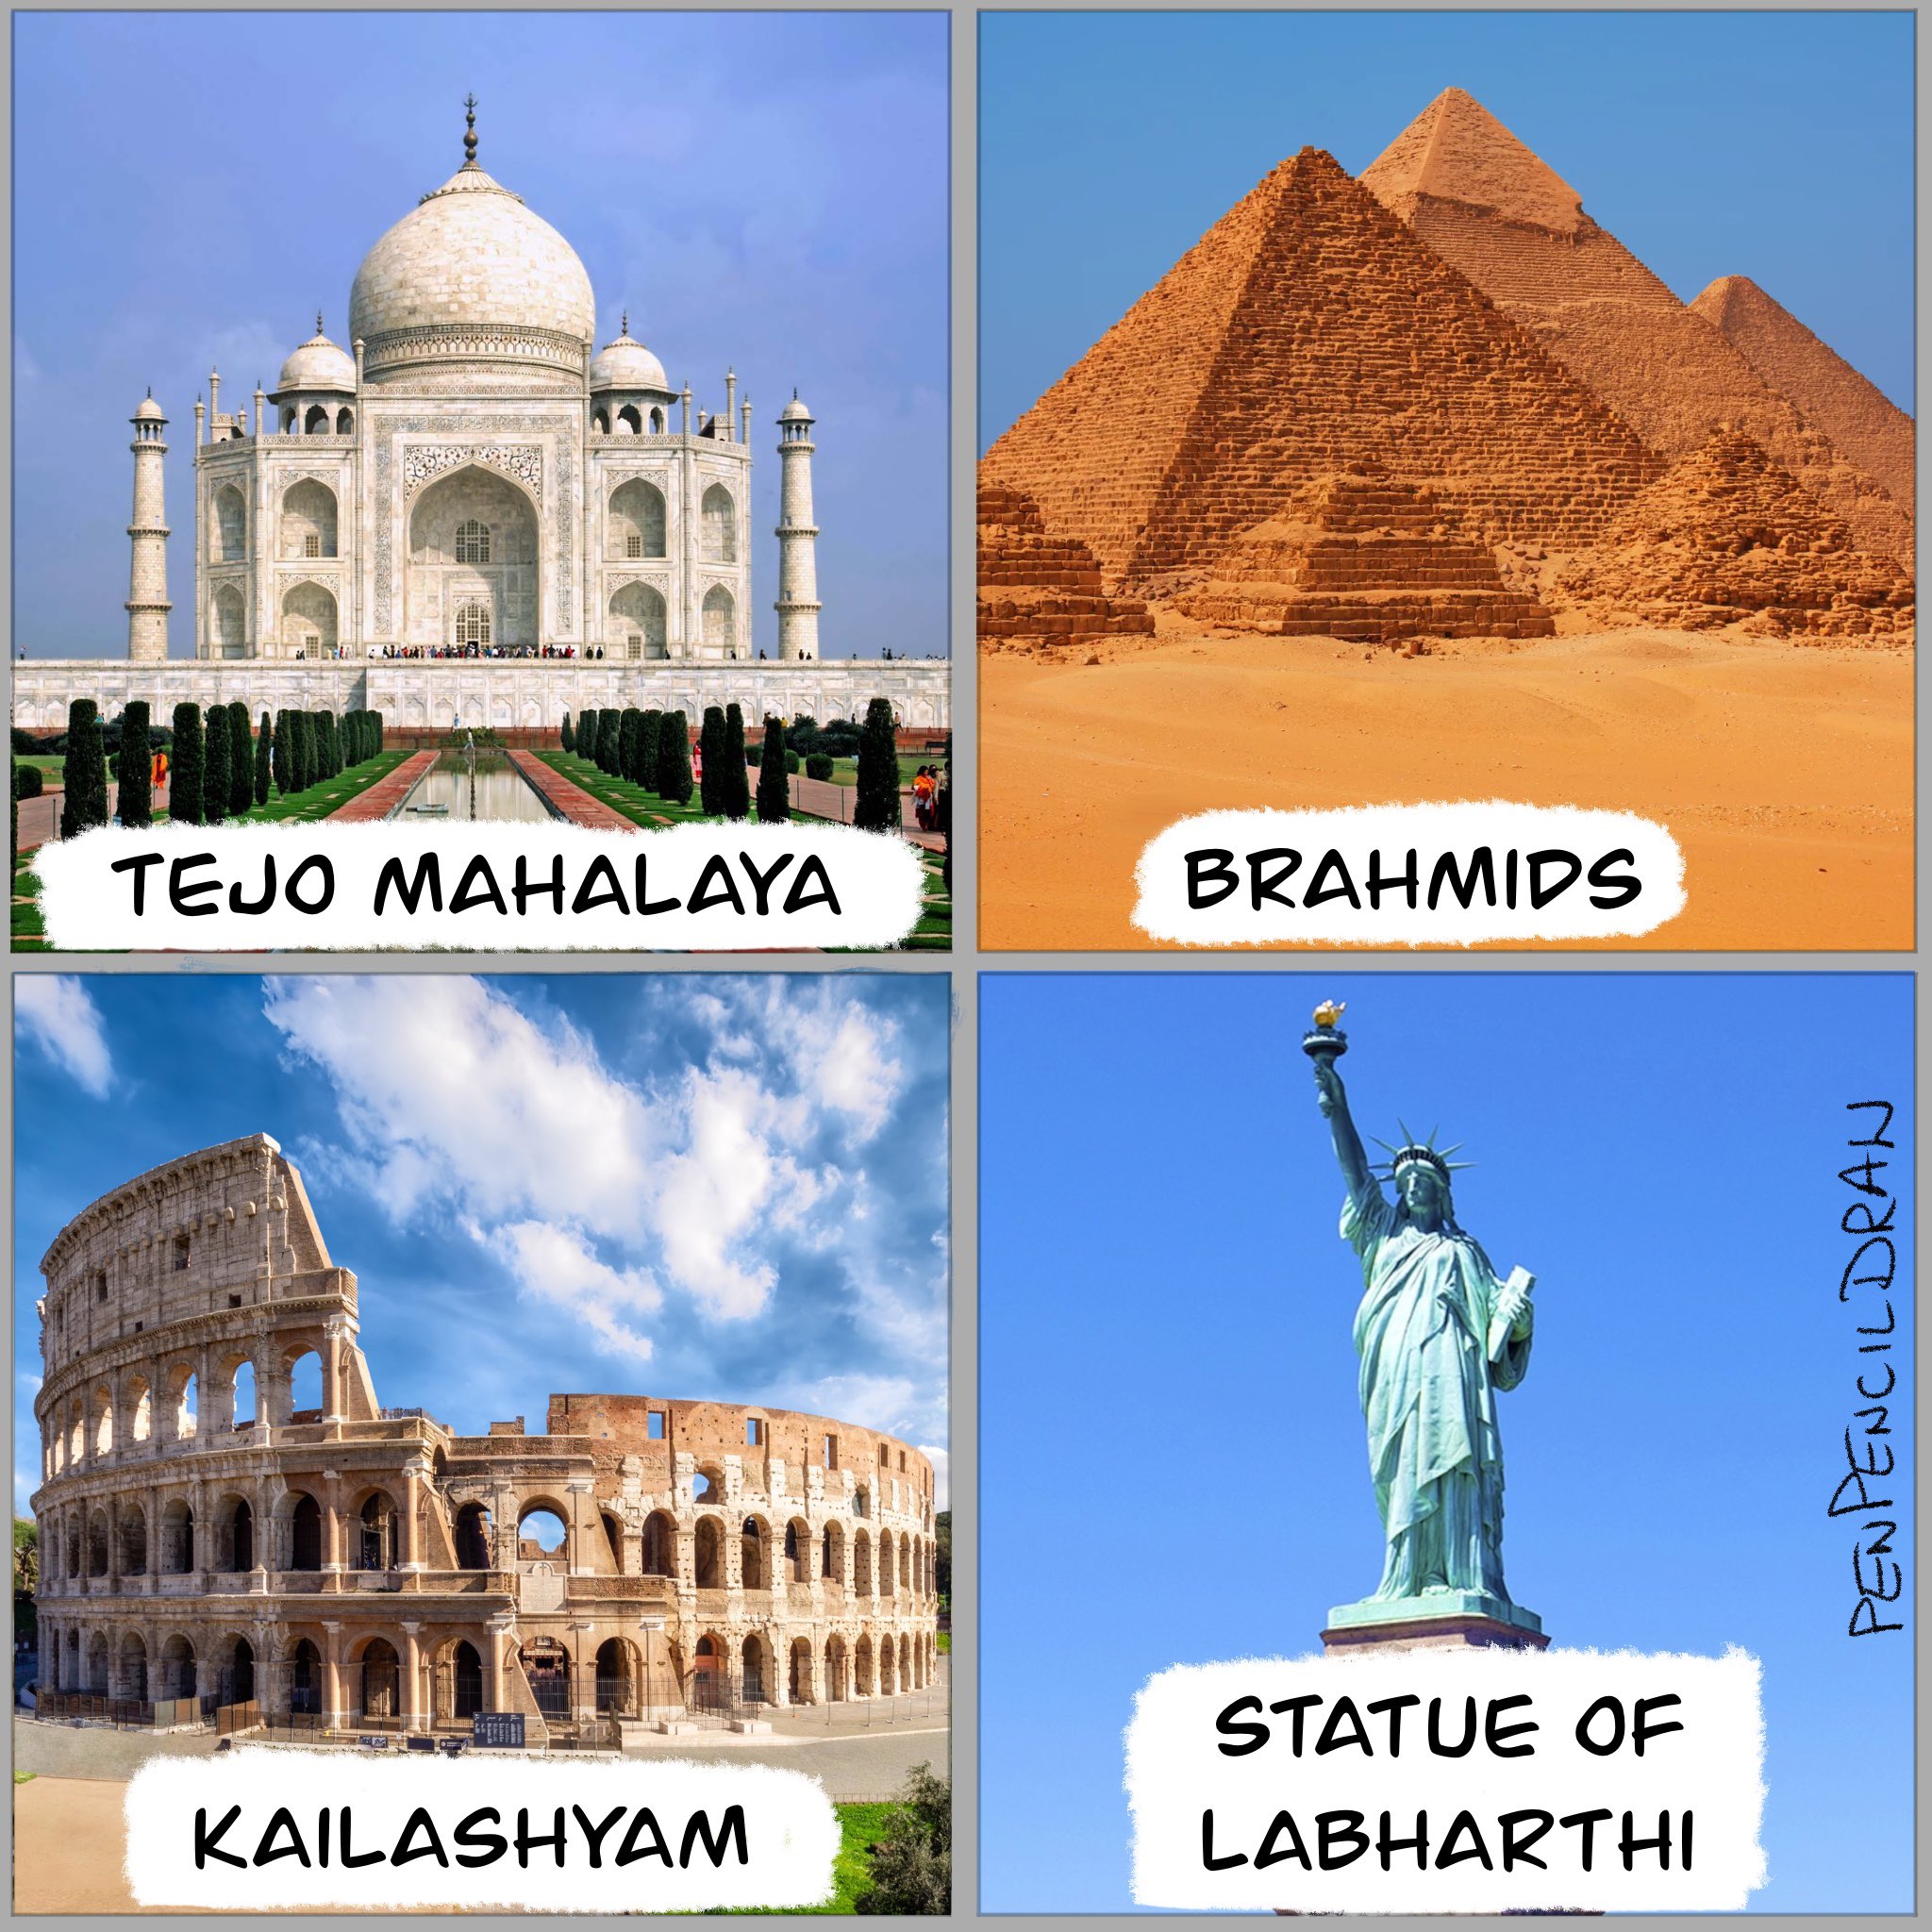 TEJO MAHALAYA
BRAHMIDS
KAILASHYAM
STATUE OF
LABHARTHI
PENPENCILDRAW